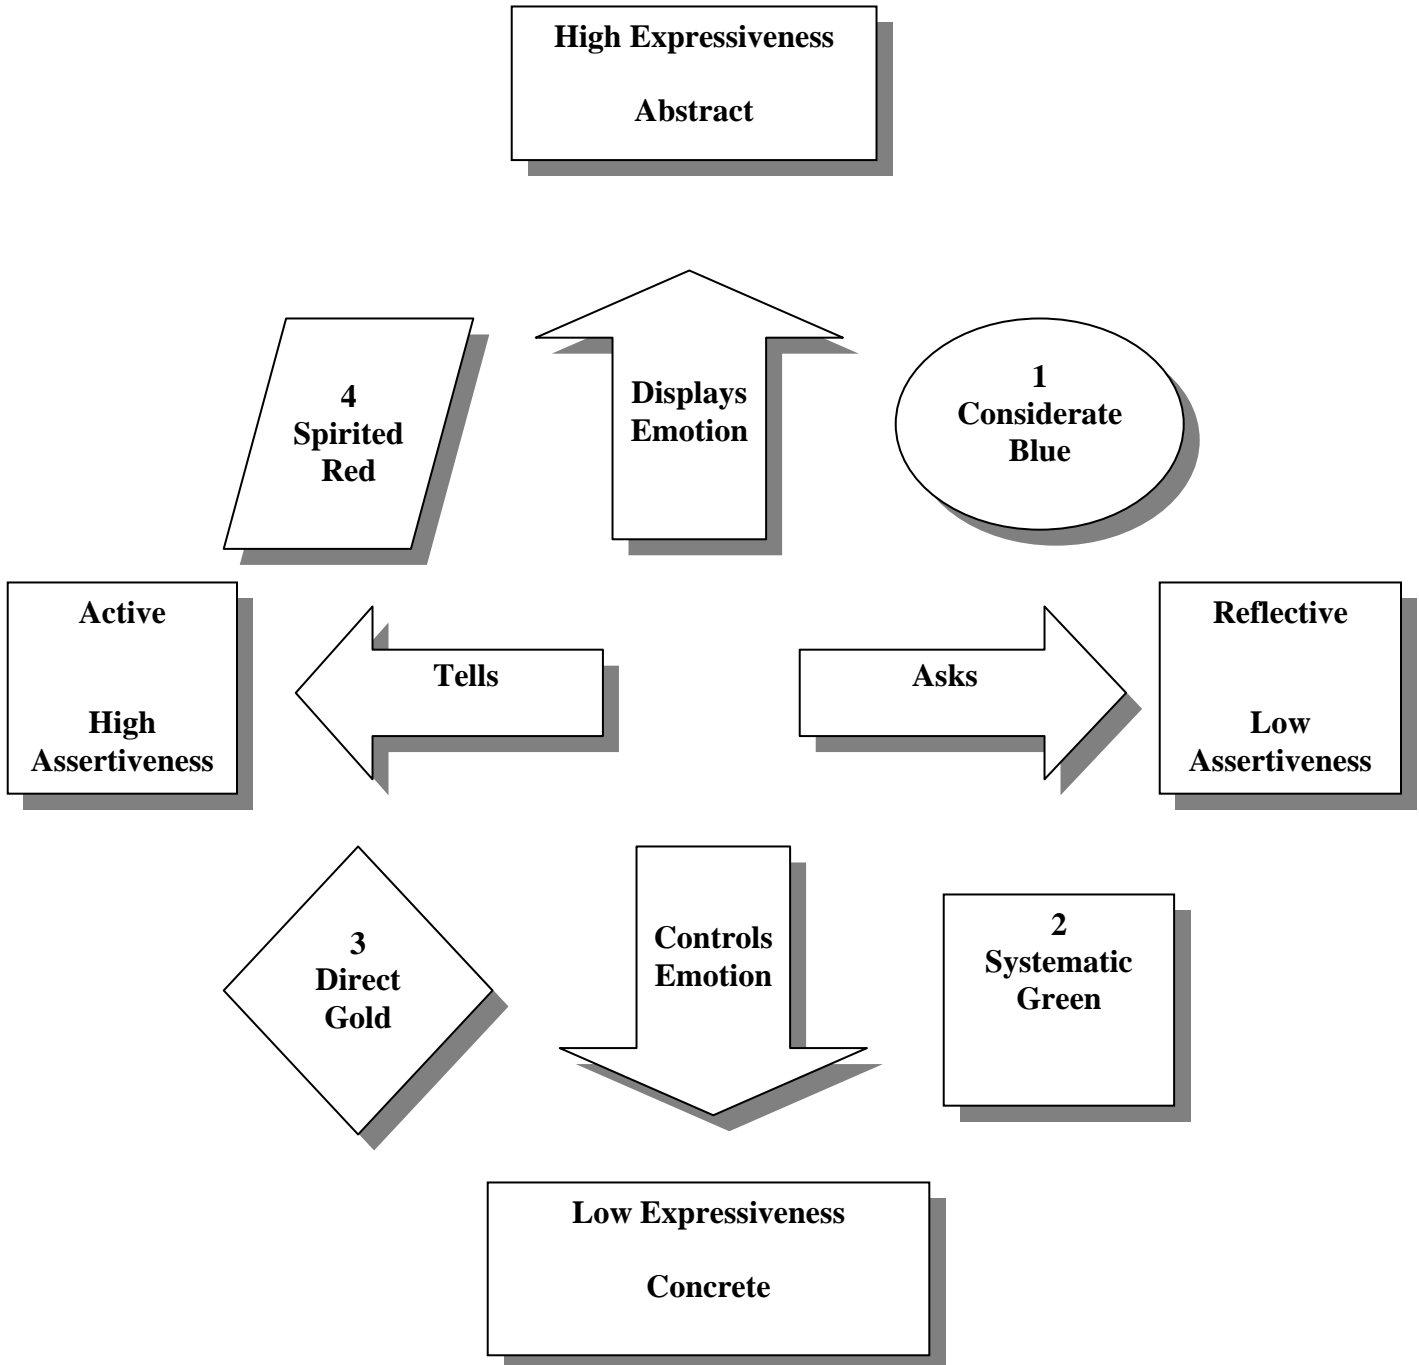 High Expressiveness
Abstract
4
Spirited
Red
Displays
Emotion
1
Considerate
Blue
Active
High
Assertiveness
Tells
Asks
Reflective
Low
Assertiveness
3
Direct
Gold
Controls
Emotion
2
Systematic
Green
Low Expressiveness
Concrete